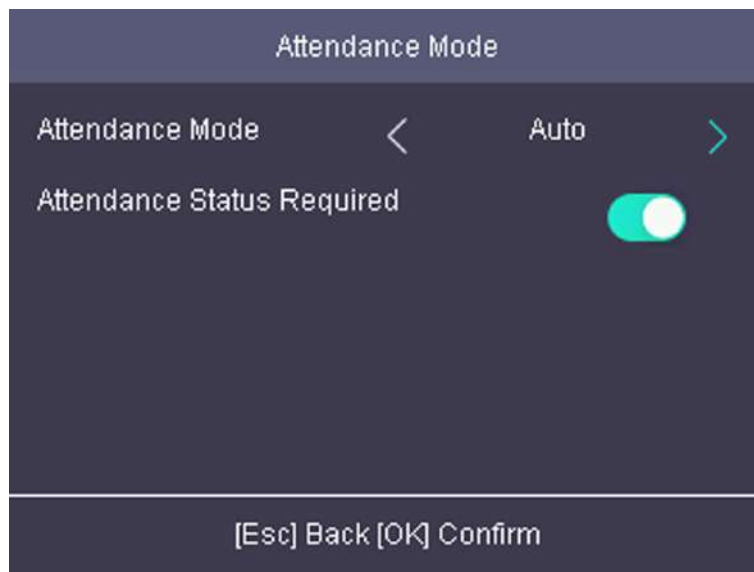 Attendance Mode
Attendance Mode < Auto >
Attendance Status Required
[Esc] Back [OK] Confirm